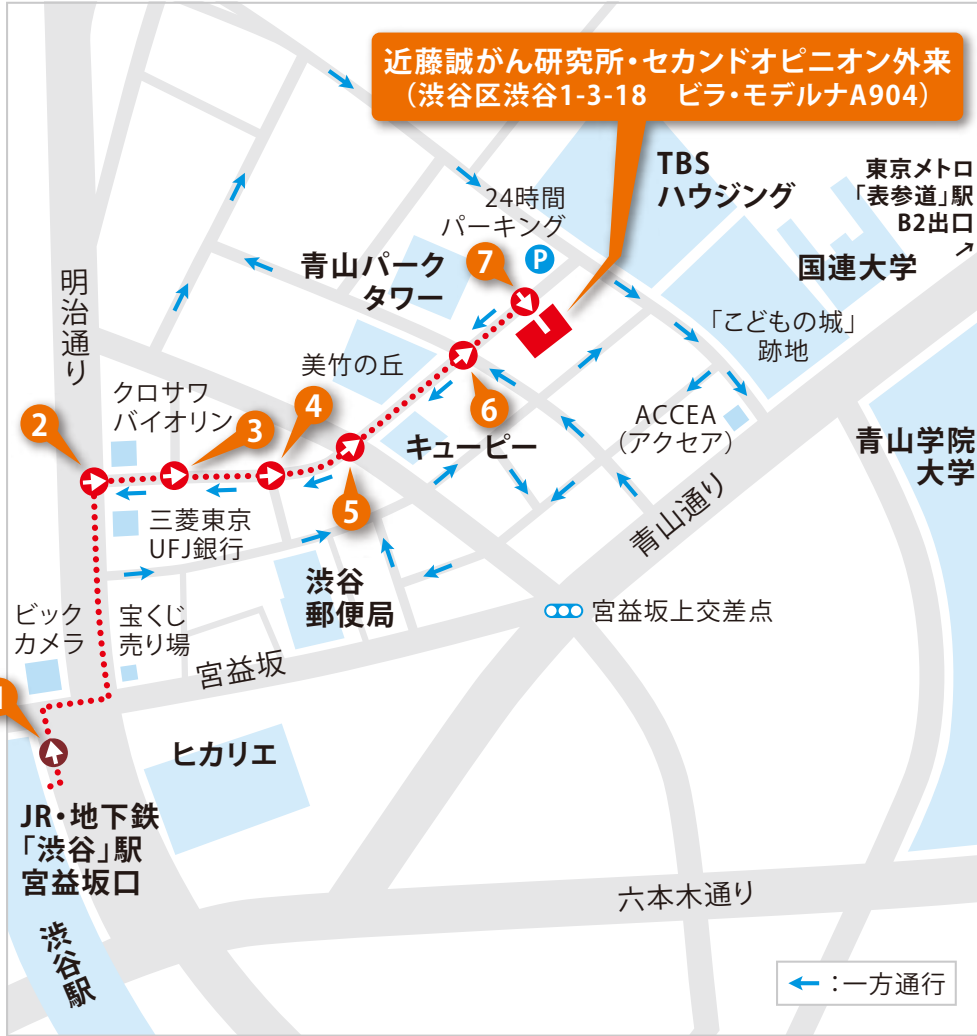 近藤誠がん研究所・セカンドオピニオン外来
（渋谷区渋谷1-3-18　ビラ・モデルナA904）
TBS
ハウジング
東京メトロ
「表参道」駅
B2出口
24時間
パーキング
P
7
青山パーク
タワー
国連大学
明治通り
「こどもの城」
跡地
美竹の丘
クロサワ
バイオリン
2
3
4
6
キューピー
ACCEA
（アクセア）
青山学院
大学
5
三菱東京
UFJ銀行
青山通り
渋谷
郵便局
宮益坂上交差点
ビック
カメラ
宝くじ
売り場
宮益坂
1
ヒカリエ
JR・地下鉄
「渋谷」駅
宮益坂口
六本木通り
渋谷駅
：一方通行